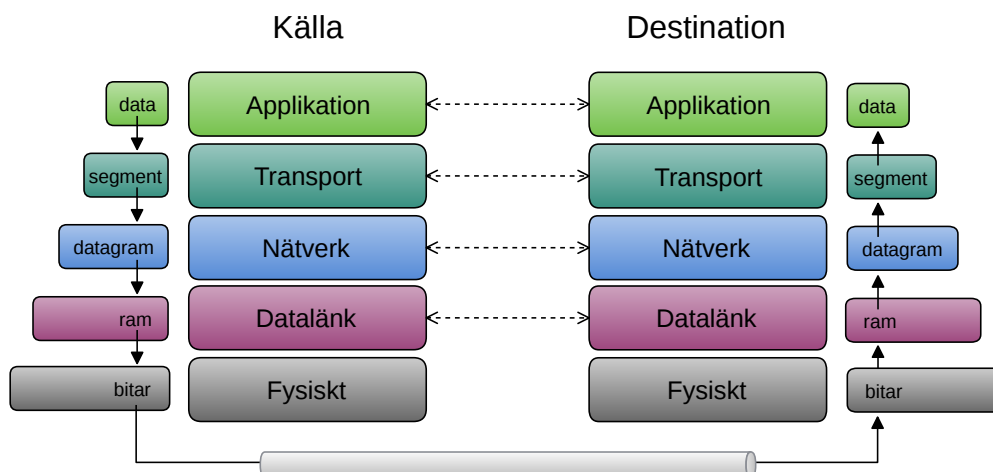 Källa Destination
data Applikation Applikation data
segment Transport Transport segment
datagram Nätverk Nätverk datagram
ram Datalänk Datalänk ram
bitar Fysiskt Fysiskt bitar